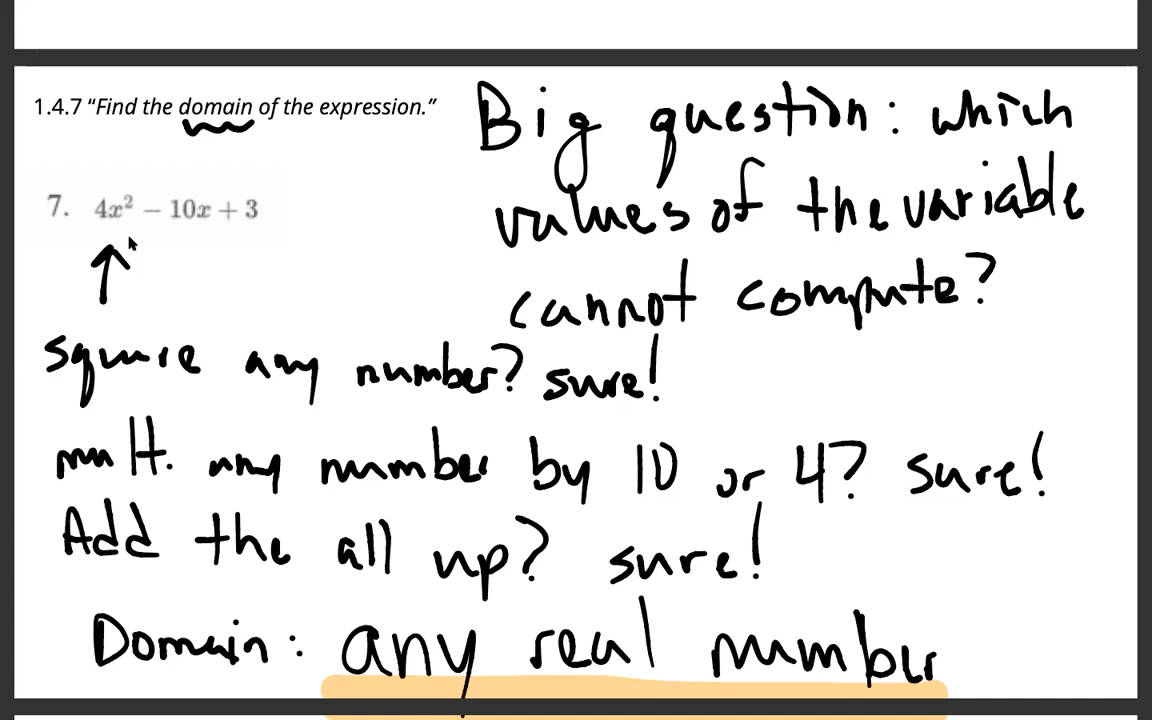 1.4.7 “Find the domain of the expression.”
Big question: which
values of the variable
cannot compute?
7. 4x² − 10x + 3
square any number? sure!
mult. any number by 10 or 4? sure!
Add the all up? sure!
Domain: any real number